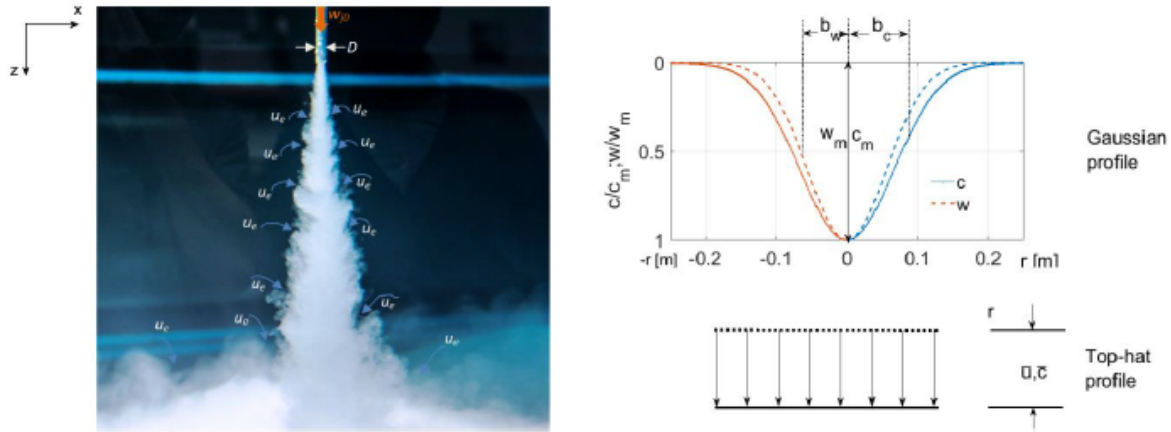 x
z
w_j0
D
u_e
u_e
u_e
u_e
u_e
u_e
u_e
u_e
u_e
u_e
u_e
u_e
u_e
u_e
b_w
b_c
0
0.5
1
c/c_m;w/w_m
w_m c_m
c
w
-r [m]
-0.2
-0.1
0
0.1
0.2
r [m]
Gaussian
profile
r
ū,c̄
Top-hat
profile